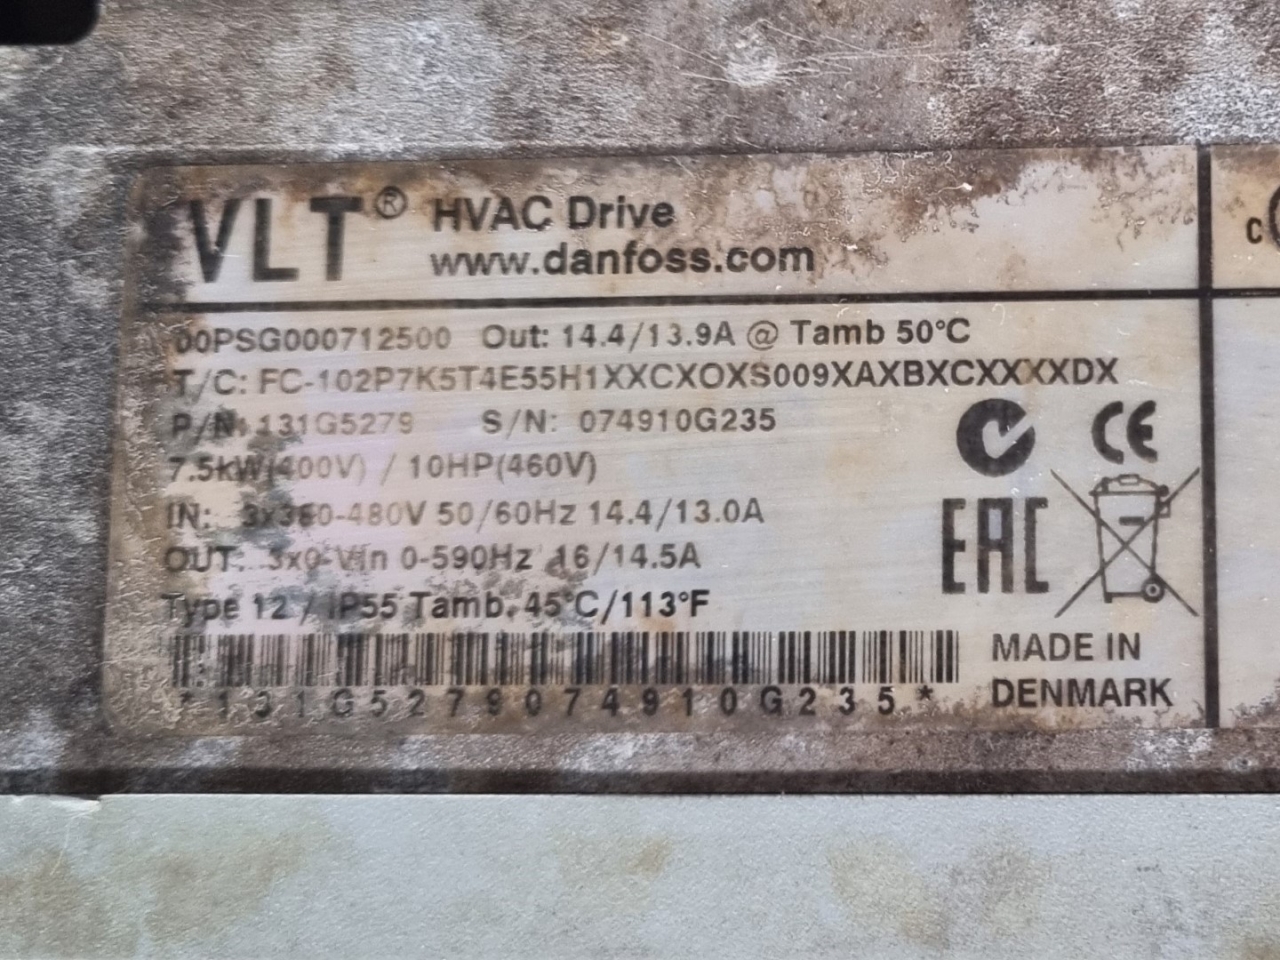 VLT® HVAC Drive
www.danfoss.com
00PSG000712500 Out: 14.4/13.9A @ Tamb 50°C
T/C: FC-102P7K5T4E55H1XXCXOXS009XAXBXCXXXXDX
P/N: 131G5279 S/N: 074910G235
7.5kW(400V) / 10HP(460V)
IN: 3x380-480V 50/60Hz 14.4/13.0A
OUT: 3x0-Vin 0-590Hz 16/14.5A
Type 12 / IP55 Tamb. 45°C/113°F
*131G5279074910G235*
CE
EAC
MADE IN
DENMARK
c